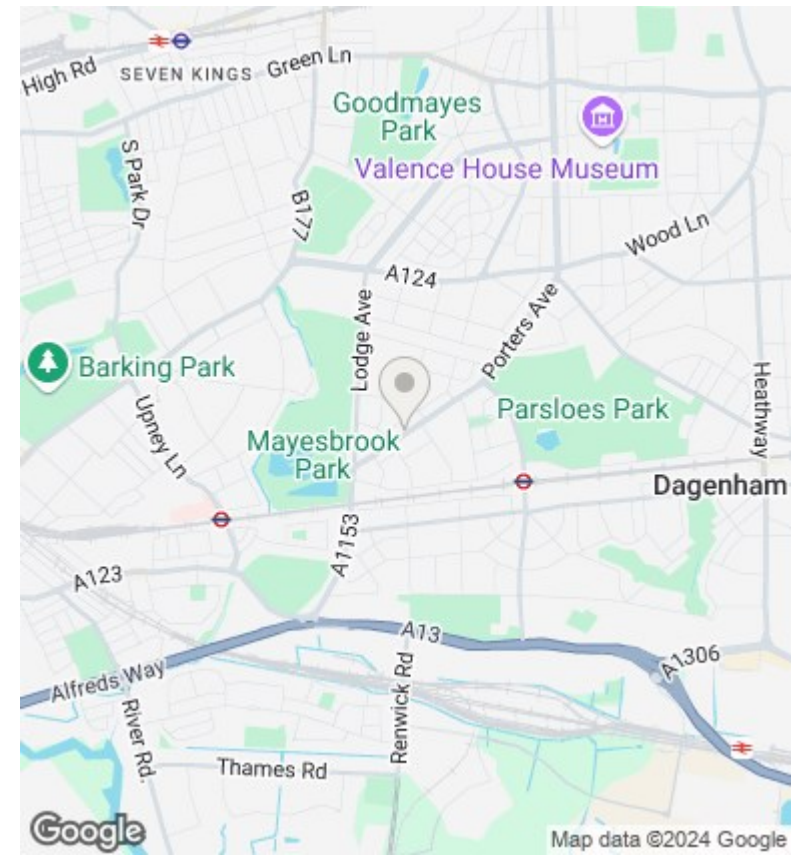 SEVEN KINGS
High Rd
Green Ln
Goodmayes
Park
Valence House Museum
S Park Dr
B177
Wood Ln
A124
Lodge Ave
Porters Ave
Barking Park
Heathway
Parsloes Park
Upney Ln
Mayesbrook
Park
Dagenham
A1153
A123
A13
A1306
Alfreds Way
Renwick Rd
River Rd.
Thames Rd
Google
Map data ©2024 Google